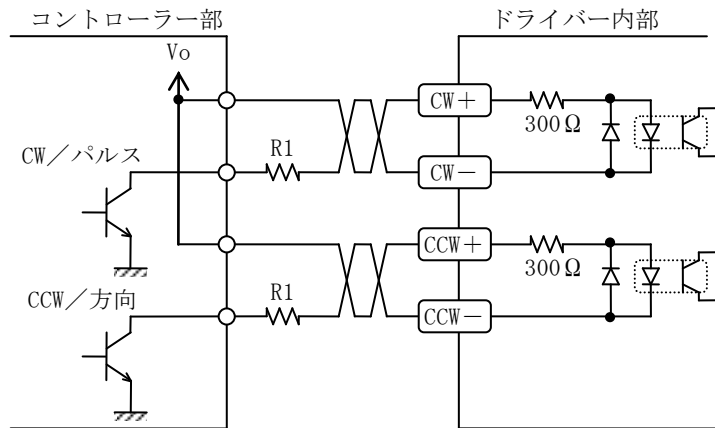 コントローラー部
ドライバー内部
Vo
CW+
300Ω
CW/パルス
R1
CW−
CCW+
300Ω
CCW/方向
R1
CCW−